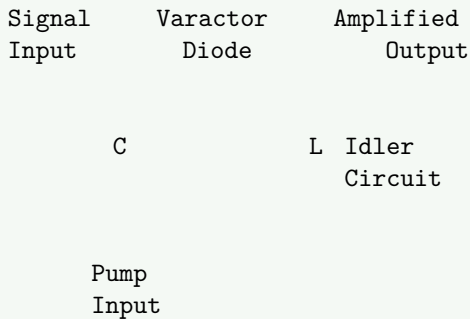 Signal Varactor Amplified
Input Diode Output
C L Idler
Circuit
Pump
Input